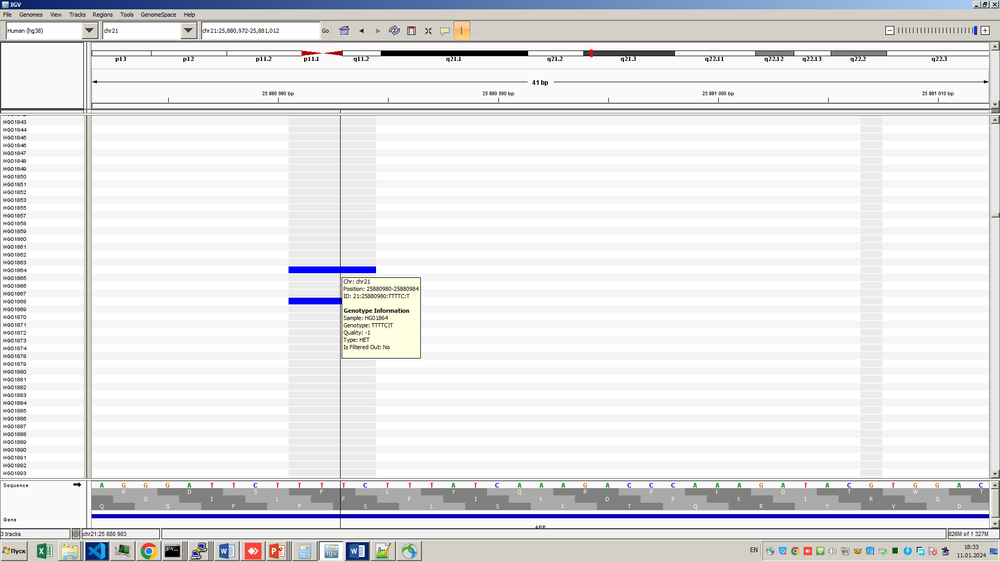 IGV
File Genomes View Tracks Regions Tools GenomeSpace Help
Human (hg38) chr21 chr21:25,880,972-25,881,012 Go
p13 p12 p11.2 p11.1 q11.2 q21.1 q21.2 q21.3 q22.11 q22.12 q22.13 q22.2 q22.3
41 bp
25 880 980 bp 25 880 990 bp 25 881 000 bp 25 881 010 bp
HG01843
HG01844
HG01845
HG01846
HG01847
HG01848
HG01849
HG01850
HG01851
HG01852
HG01853
HG01855
HG01857
HG01858
HG01859
HG01860
HG01861
HG01862
HG01863
HG01864
HG01865
HG01866
HG01867
HG01868
HG01869
HG01870
HG01871
HG01872
HG01873
HG01874
HG01878
HG01879
HG01880
HG01881
HG01882
HG01883
HG01884
HG01885
HG01886
HG01887
HG01888
HG01889
HG01890
HG01891
HG01892
HG01893
Chr: chr21
Position: 25880980-25880984
ID: 21:25880980:TTTTC:T
Genotype Information
Sample: HG01864
Genotype: TTTTC|T
Quality: -1
Type: HET
Is Filtered Out: No
Sequence A G G G A T T C T T T T C T T T A T C A A A G A C C C A A A G A T A C G T G G A C
R D S F L Y Q R P K D T W T
G I L F F I K D P K I R G
Q G F F S L S K T Q R Y V D
Gene
APP
3 tracks chr21:25 880 983 826M of 1 327M
Пуск EN 18:33
11.01.2024